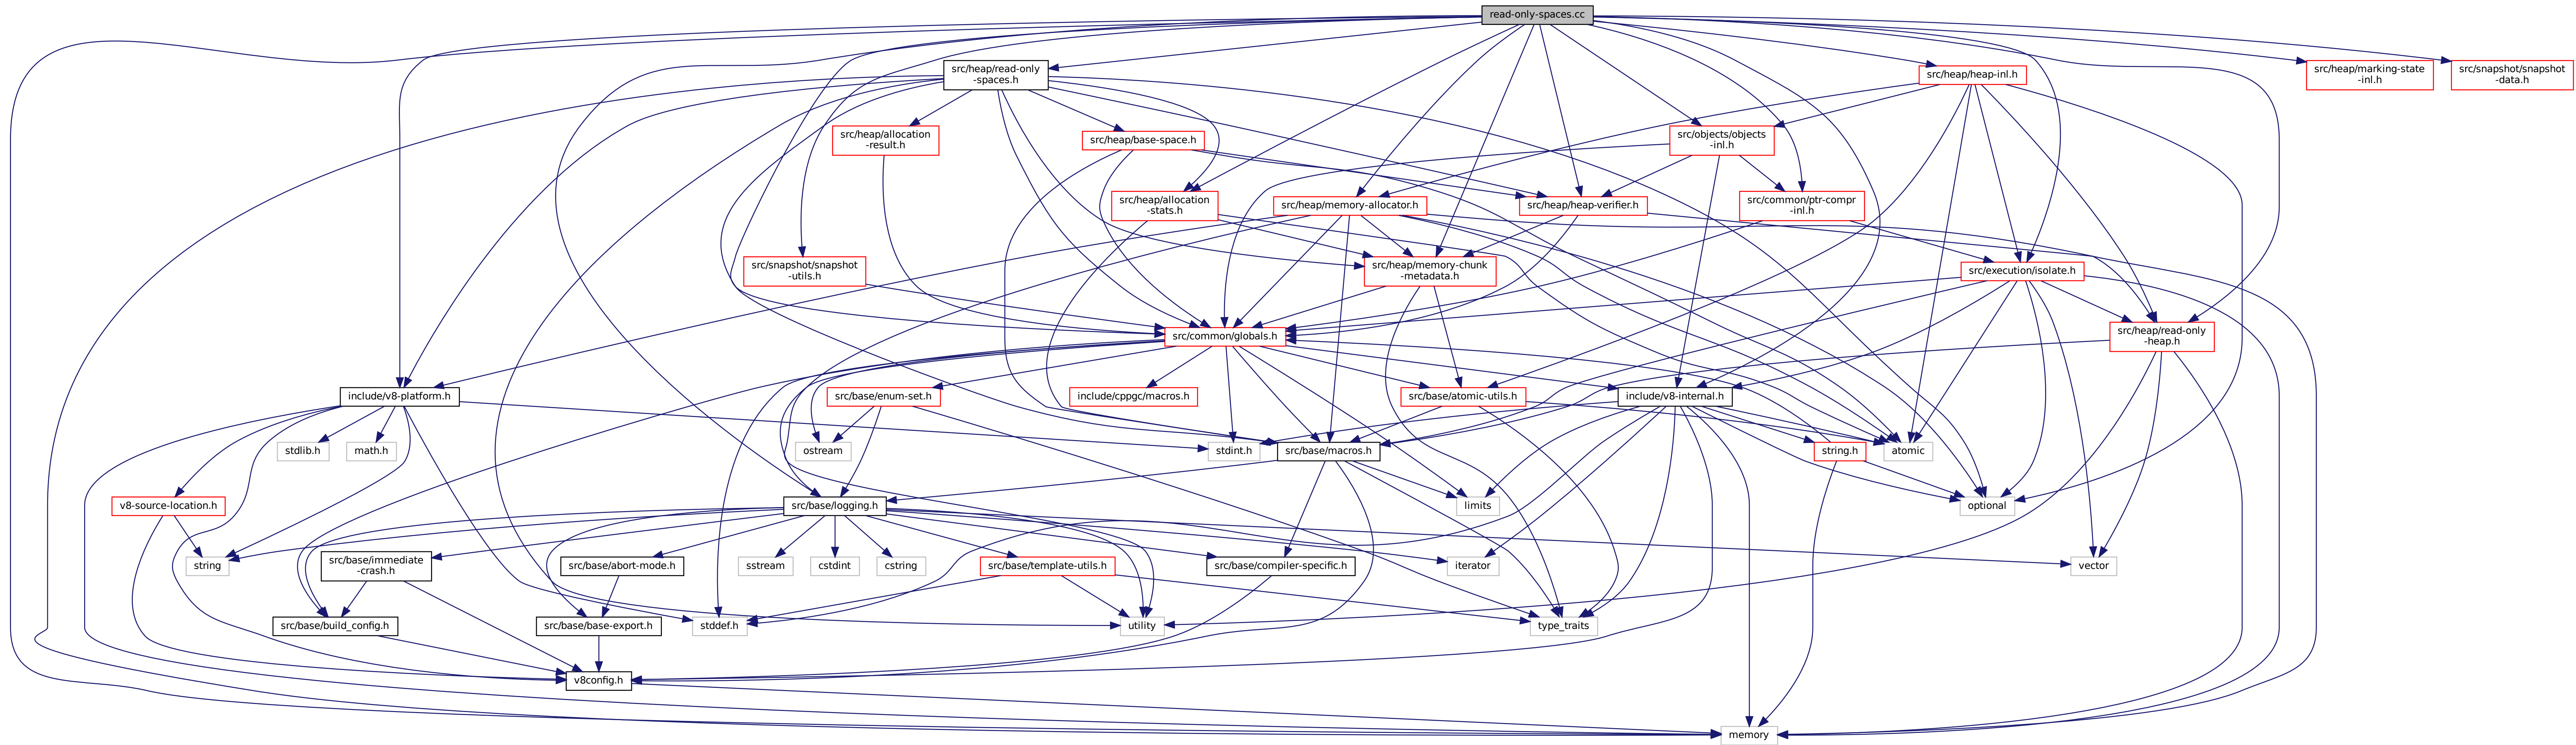 read-only-spaces.cc
src/heap/read-only
-spaces.h
src/heap/heap-inl.h
src/heap/marking-state
-inl.h
src/snapshot/snapshot
-data.h
src/heap/allocation
-result.h
src/heap/base-space.h
src/objects/objects
-inl.h
src/heap/allocation
-stats.h
src/heap/memory-allocator.h
src/heap/heap-verifier.h
src/common/ptr-compr
-inl.h
src/snapshot/snapshot
-utils.h
src/heap/memory-chunk
-metadata.h
src/execution/isolate.h
src/common/globals.h
src/heap/read-only
-heap.h
include/v8-platform.h
src/base/enum-set.h
include/cppgc/macros.h
src/base/atomic-utils.h
include/v8-internal.h
stdlib.h
math.h
ostream
stdint.h
src/base/macros.h
string.h
atomic
v8-source-location.h
src/base/logging.h
limits
optional
string
src/base/immediate
-crash.h
src/base/abort-mode.h
sstream
cstdint
cstring
src/base/template-utils.h
src/base/compiler-specific.h
iterator
vector
src/base/build_config.h
src/base/base-export.h
stddef.h
utility
type_traits
v8config.h
memory